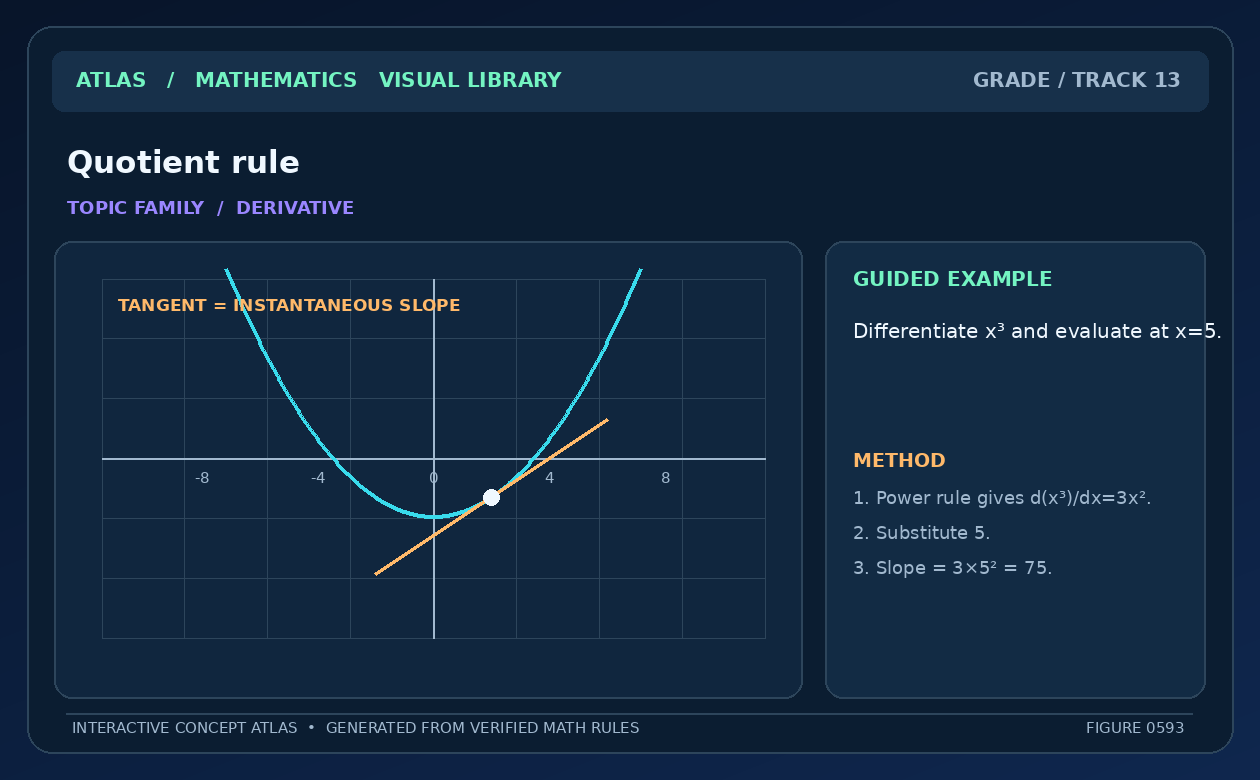 ATLAS / MATHEMATICS VISUAL LIBRARY
GRADE / TRACK 13
Quotient rule
TOPIC FAMILY / DERIVATIVE
TANGENT = INSTANTANEOUS SLOPE
-8 -4 0 4 8
GUIDED EXAMPLE
Differentiate x³ and evaluate at x=5.
METHOD
1. Power rule gives d(x³)/dx=3x².
2. Substitute 5.
3. Slope = 3×5² = 75.
INTERACTIVE CONCEPT ATLAS • GENERATED FROM VERIFIED MATH RULES
FIGURE 0593